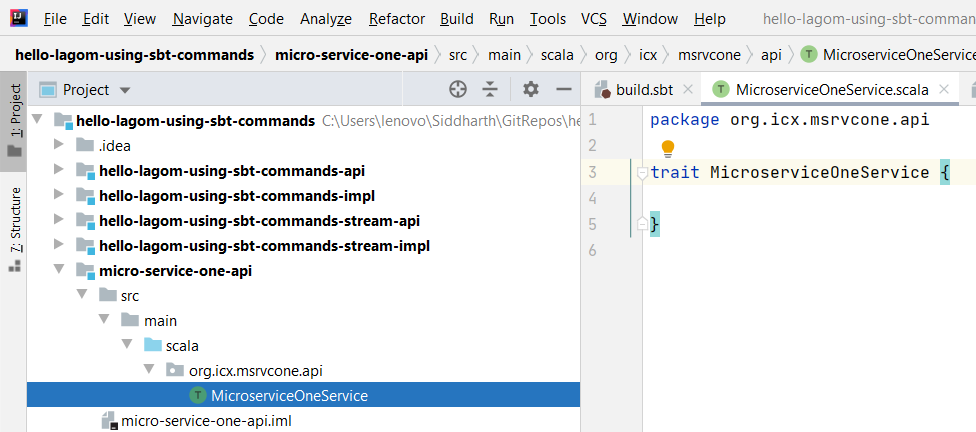 File Edit View Navigate Code Analyze Refactor Build Run Tools VCS Window Help hello-lagom-using-sbt-comman
hello-lagom-using-sbt-commands micro-service-one-api src main scala org icx msrvcone api T MicroserviceOneService
1: Project
7: Structure
Project
hello-lagom-using-sbt-commands C:\Users\lenovo\Siddharth\GitRepos\he
.idea
hello-lagom-using-sbt-commands-api
hello-lagom-using-sbt-commands-impl
hello-lagom-using-sbt-commands-stream-api
hello-lagom-using-sbt-commands-stream-impl
micro-service-one-api
src
main
scala
org.icx.msrvcone.api
T MicroserviceOneService
micro-service-one-api.iml
build.sbt T MicroserviceOneService.scala
1 package org.icx.msrvcone.api
2
3 trait MicroserviceOneService {
4
5 }
6